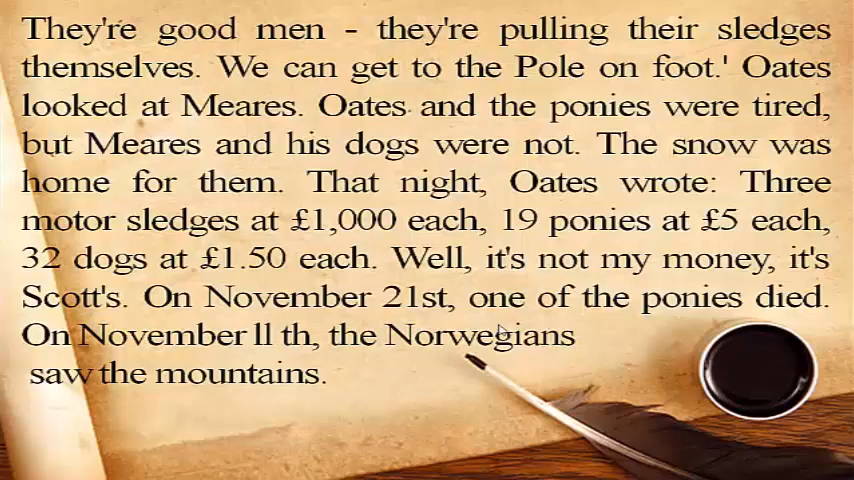 They're good men - they're pulling their sledges
themselves. We can get to the Pole on foot.' Oates
looked at Meares. Oates and the ponies were tired,
but Meares and his dogs were not. The snow was
home for them. That night, Oates wrote: Three
motor sledges at £1,000 each, 19 ponies at £5 each,
32 dogs at £1.50 each. Well, it's not my money, it's
Scott's. On November 21st, one of the ponies died.
On November ll th, the Norwegians
saw the mountains.